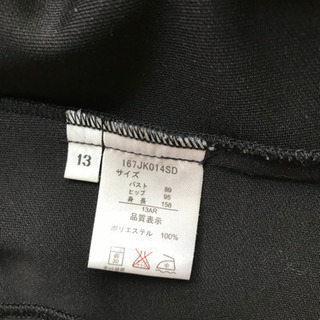 13
167JK014SD
サイズ
バスト 89
ヒップ 95
身長 158
13AR
品質表示
ポリエステル 100%